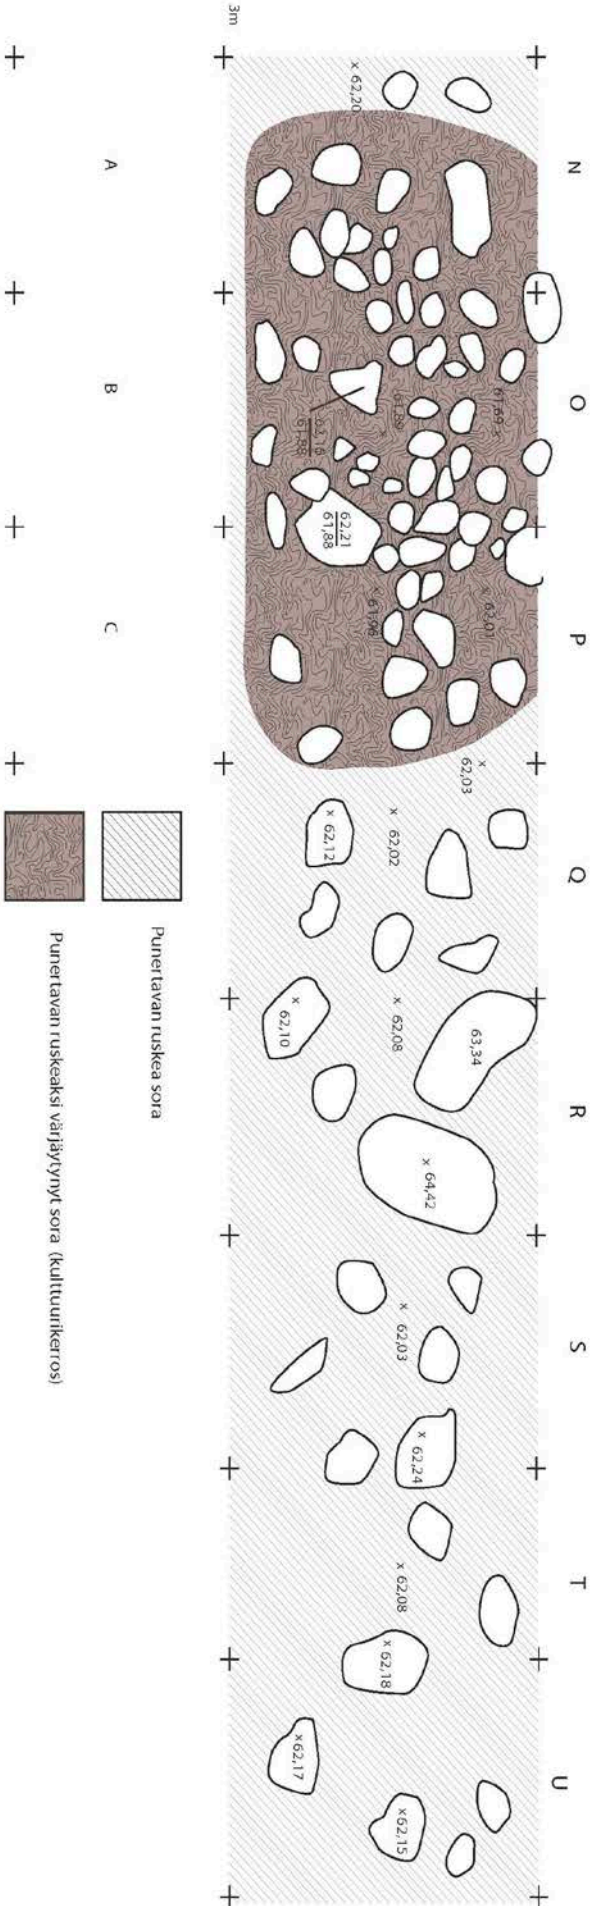 N O P Q R S T U
3m
x 62,20
61,69 x
61,89
x
62,21
61,88
x 62,01
x 61,96
x 62,03
x 62,12
x 62,02
x 62,10
x 62,08
63,34
x 64,42
x 62,03
x 62,24
x 62,08
x 62,18
x 62,17
x 62,15
A B C
Punertavan ruskea sora
Punertavan ruskeaksi värjäytynyt sora (kulttuurikerros)